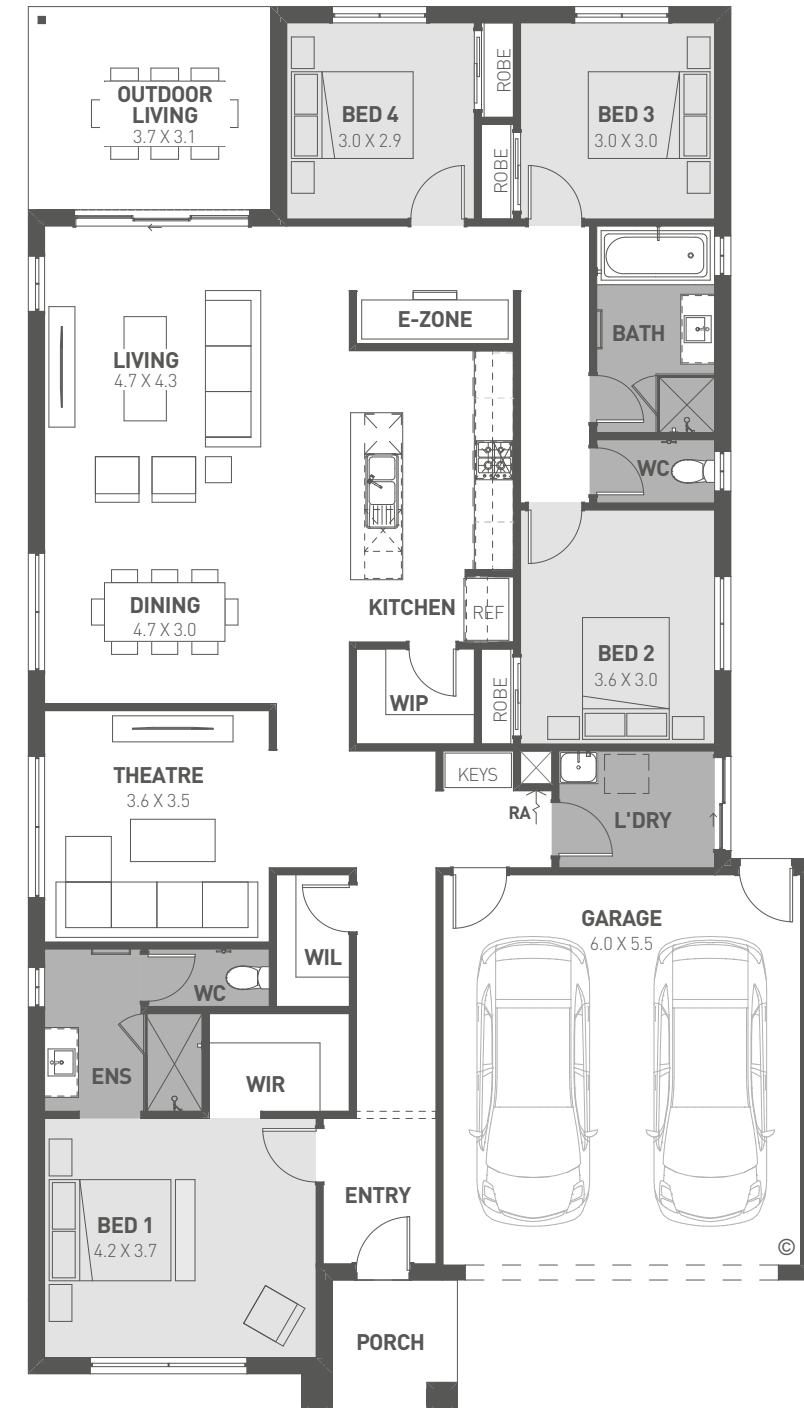 OUTDOOR
LIVING
3.7 X 3.1
BED 4
3.0 X 2.9
ROBE
ROBE
BED 3
3.0 X 3.0
E-ZONE
BATH
LIVING
4.7 X 4.3
WC
DINING
4.7 X 3.0
KITCHEN
REF
BED 2
3.6 X 3.0
WIP
ROBE
THEATRE
3.6 X 3.5
KEYS
RA
L'DRY
GARAGE
6.0 X 5.5
WIL
WC
ENS
WIR
ENTRY
BED 1
4.2 X 3.7
©
PORCH